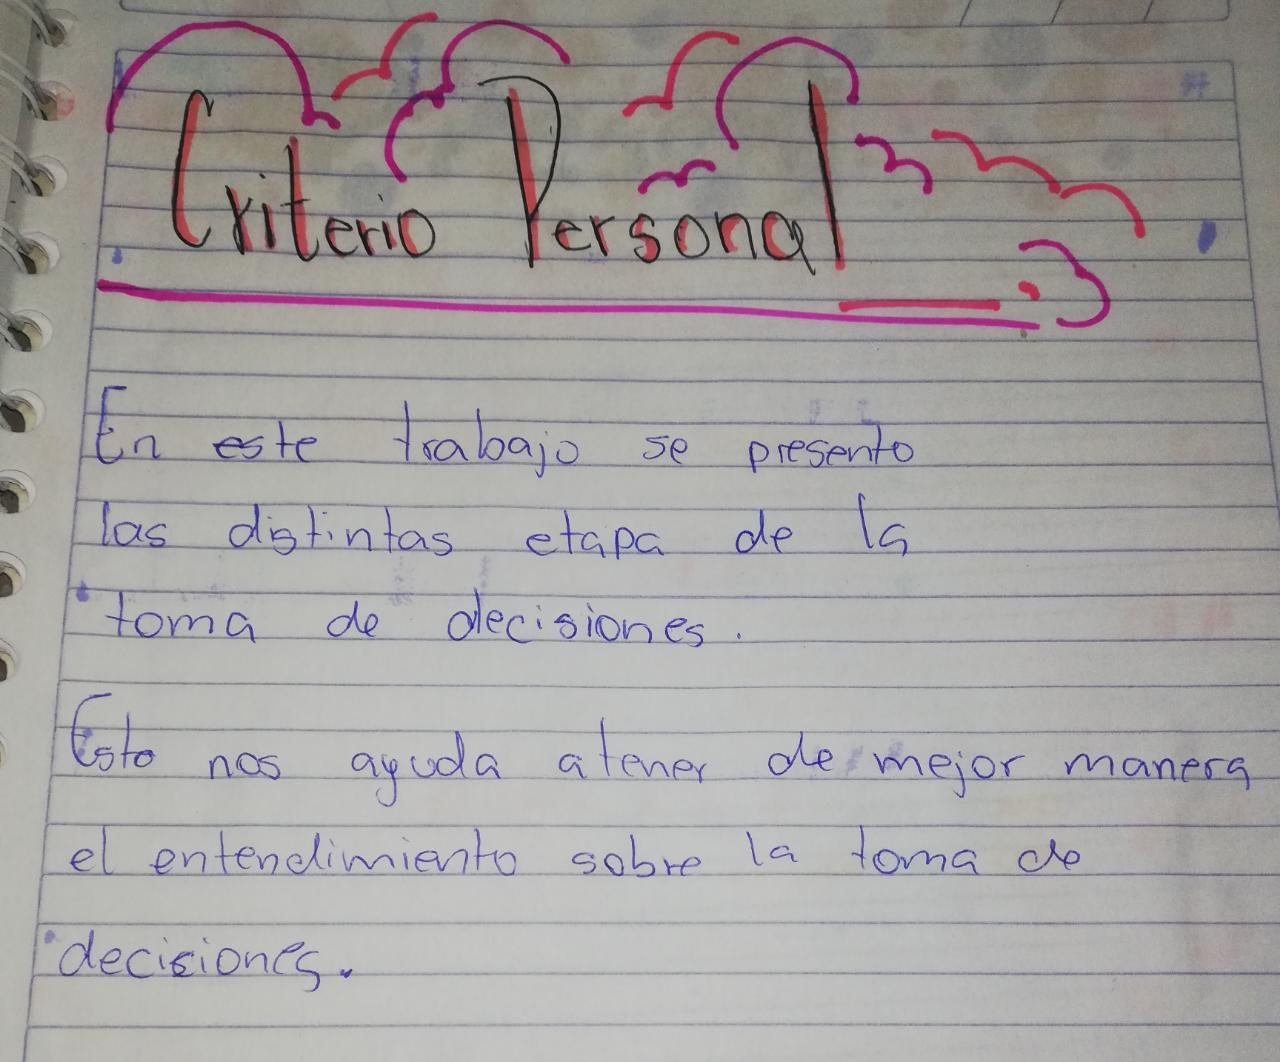 Criterio Personal
En este trabajo se presento
las distintas etapa de la
toma de decisiones.
Esto nos ayuda atener de mejor manera
el entendimiento sobre la toma de
decisiones.